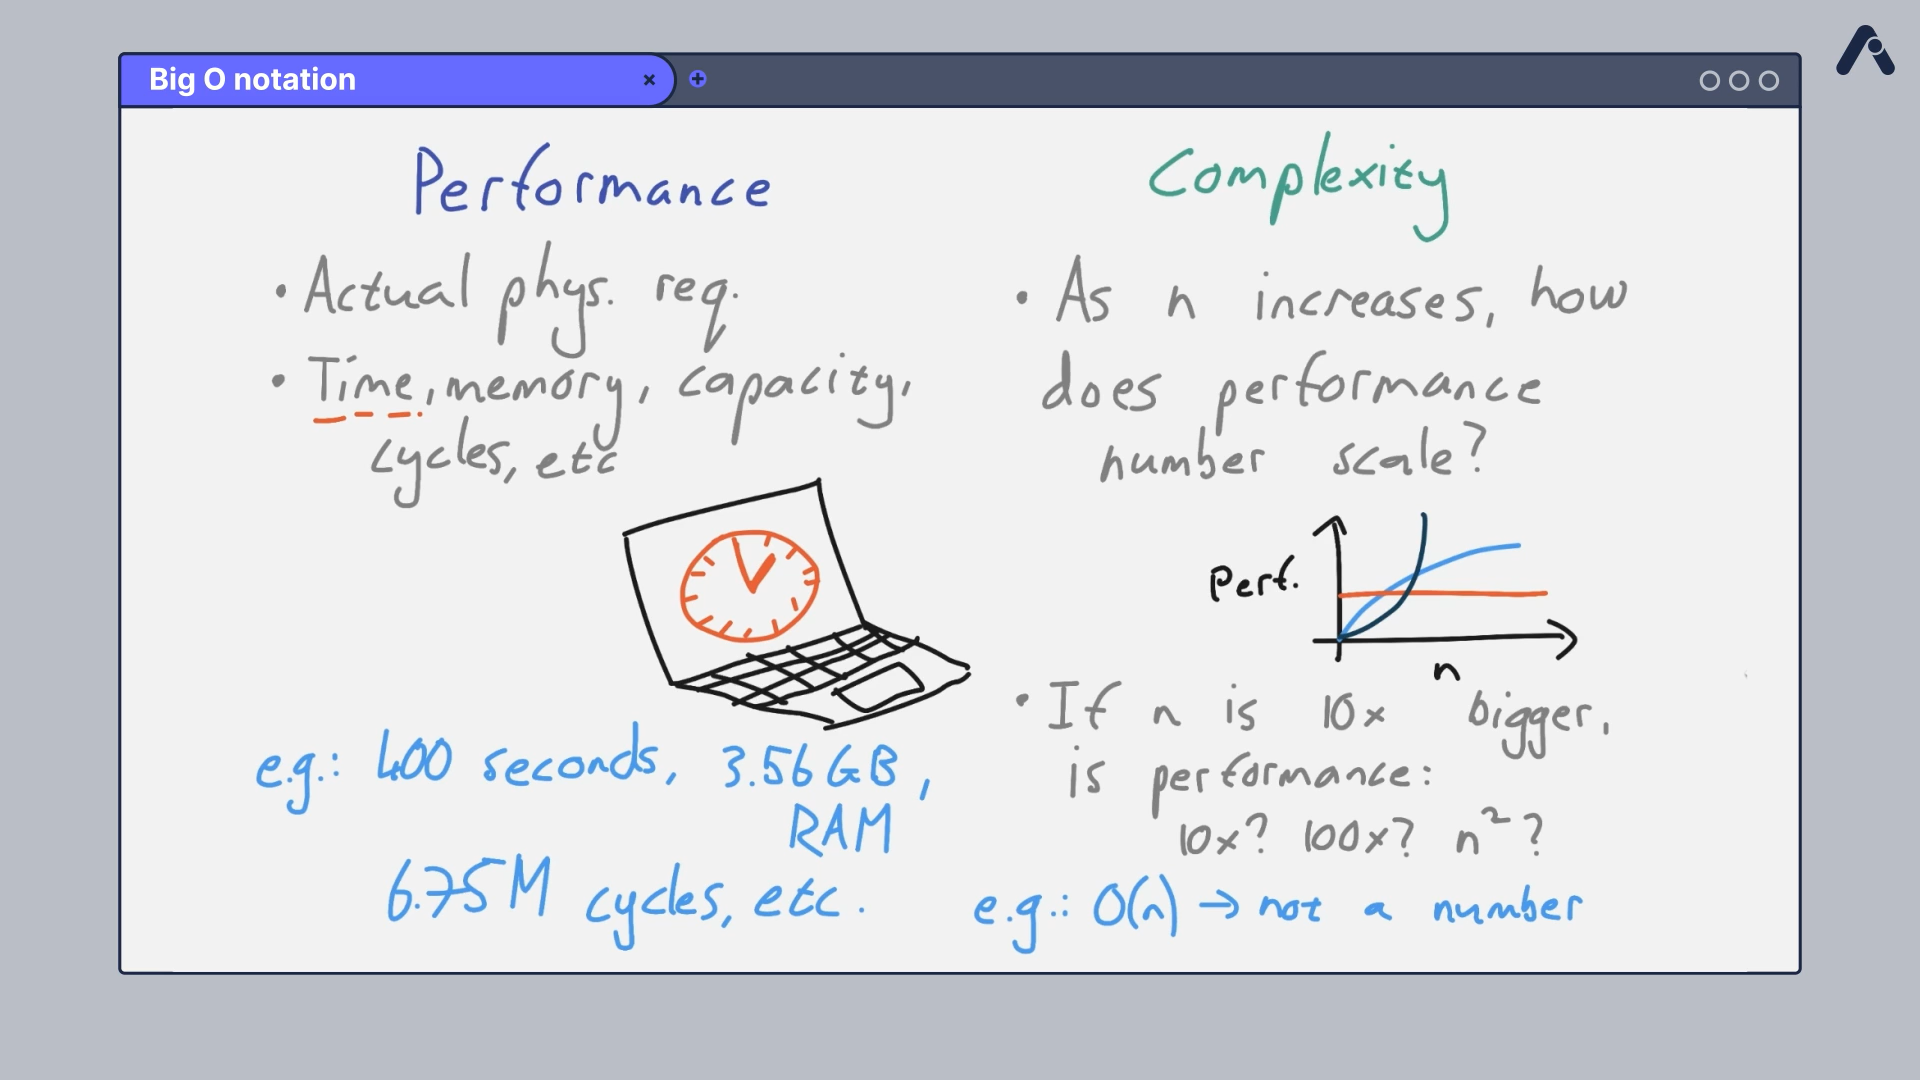 Big O notation
Performance
• Actual phys. req.
• Time, memory, capacity,
cycles, etc
e.g.: 400 seconds, 3.56 GB,
RAM
6.75M cycles, etc.
Complexity
• As n increases, how
does performance
number scale?
Perf.
n
• If n is 10x bigger,
is performance:
10x? 100x? n²?
e.g.: O(n) → not a number